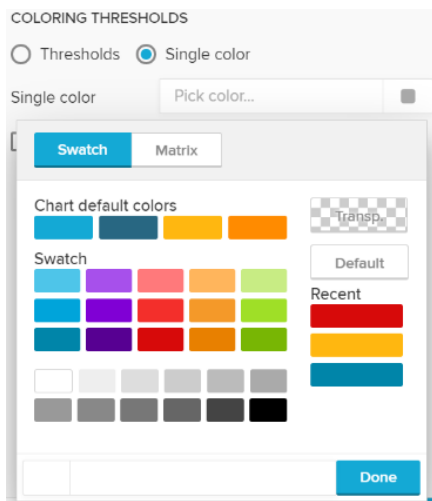 COLORING THRESHOLDS
Thresholds Single color
Single color Pick color...
Swatch Matrix
Chart default colors
Transp.
Swatch
Default
Recent
Done